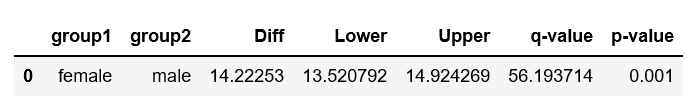 group1 group2 Diff Lower Upper q-value p-value
0 female male 14.22253 13.520792 14.924269 56.193714 0.001